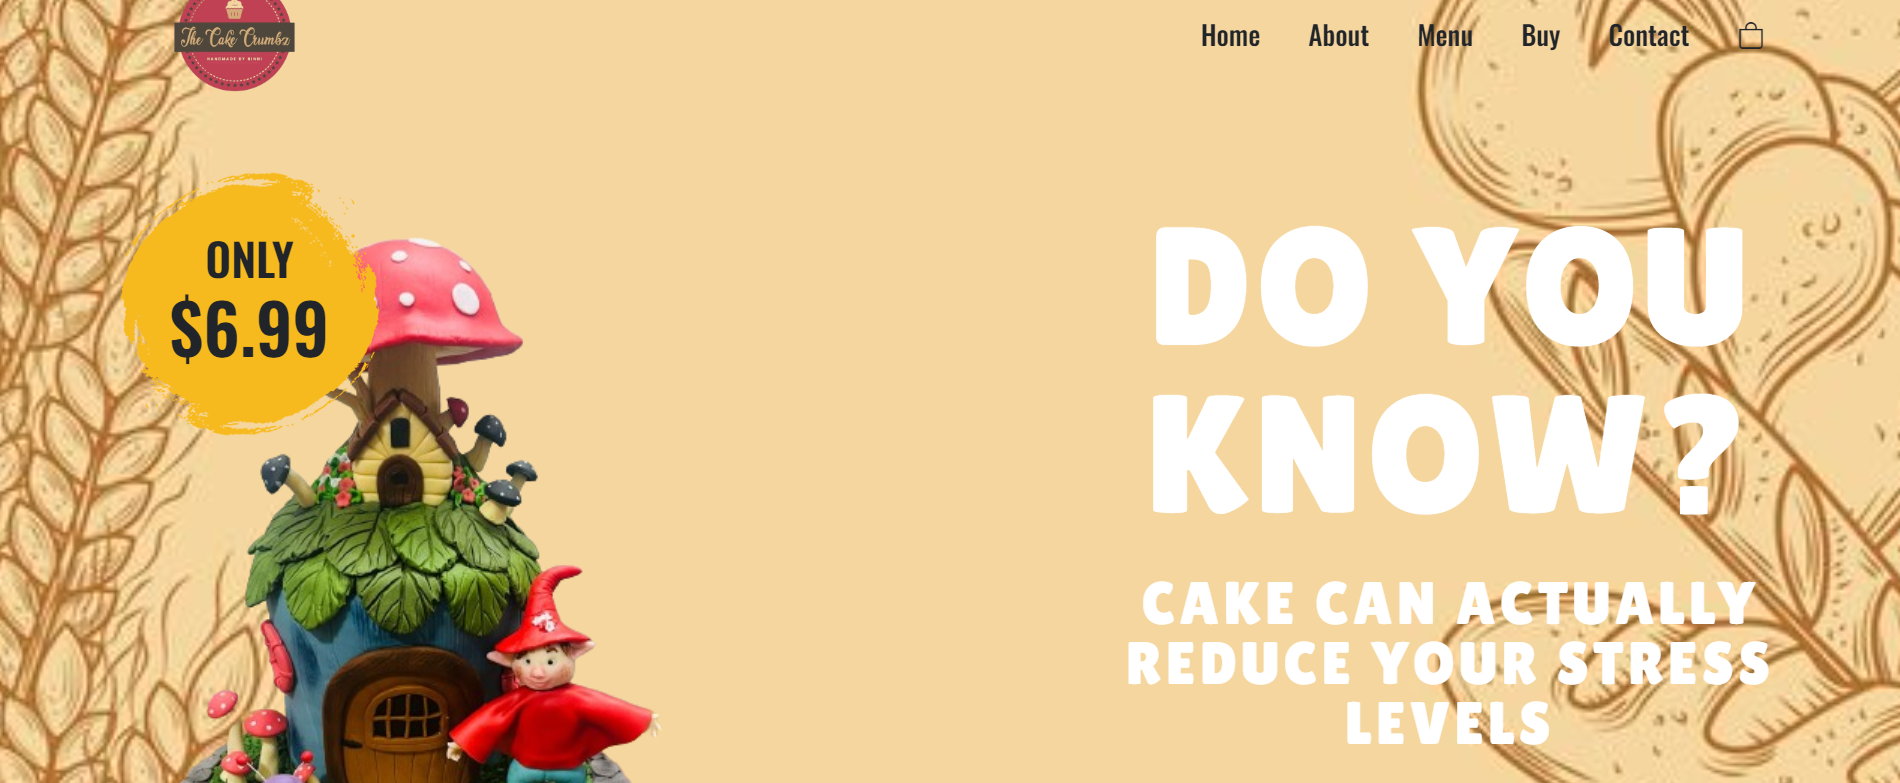 The Cake Crumbz
HANDMADE BY BINNI
Home About Menu Buy Contact
ONLY
$6.99
DO YOU
KNOW?
CAKE CAN ACTUALLY
REDUCE YOUR STRESS
LEVELS